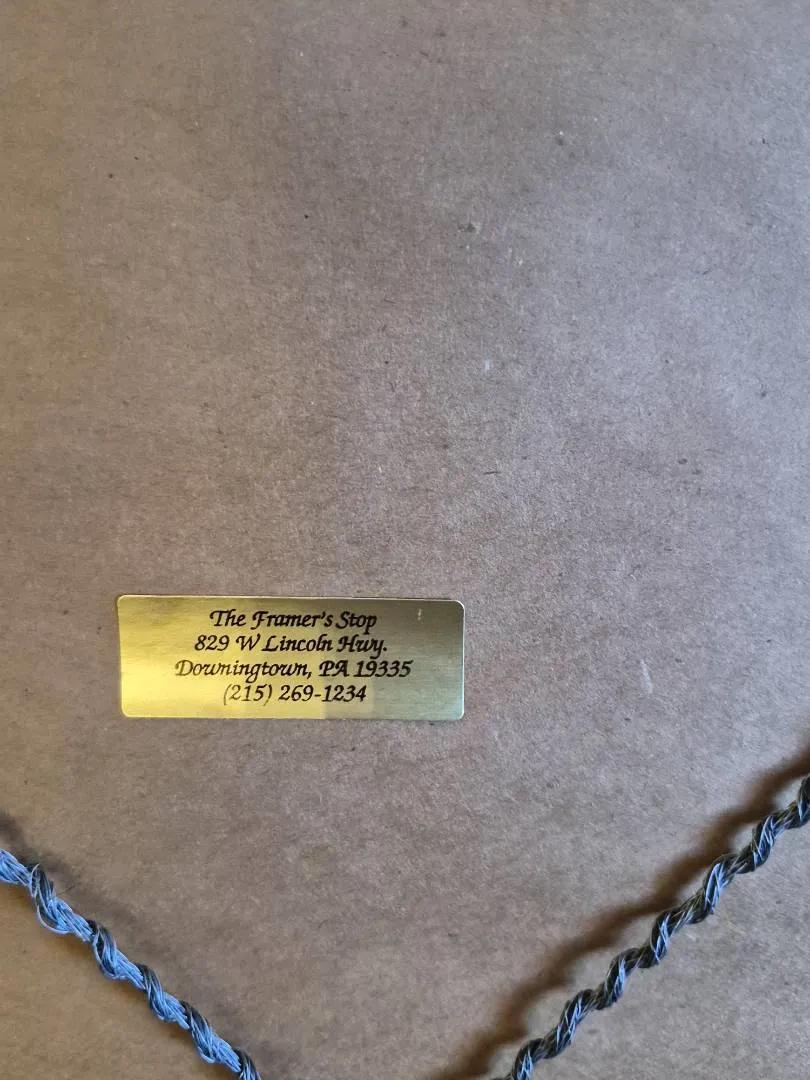 The Framer's Stop
829 W Lincoln Hwy.
Downingtown, PA 19335
(215) 269-1234